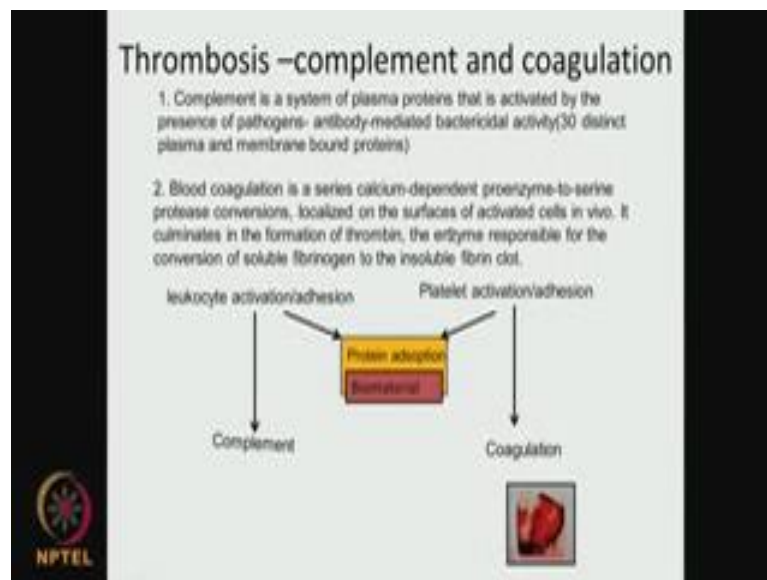 Thrombosis –complement and coagulation
1. Complement is a system of plasma proteins that is activated by the
presence of pathogens- antibody-mediated bactericidal activity(30 distinct
plasma and membrane bound proteins)
2. Blood coagulation is a series calcium-dependent proenzyme-to-serine
protease conversions, localized on the surfaces of activated cells in vivo. It
culminates in the formation of thrombin, the enzyme responsible for the
conversion of soluble fibrinogen to the insoluble fibrin clot.
leukocyte activation/adhesion
Platelet activation/adhesion
Protein adsoption
Biomaterial
Complement
Coagulation
NPTEL